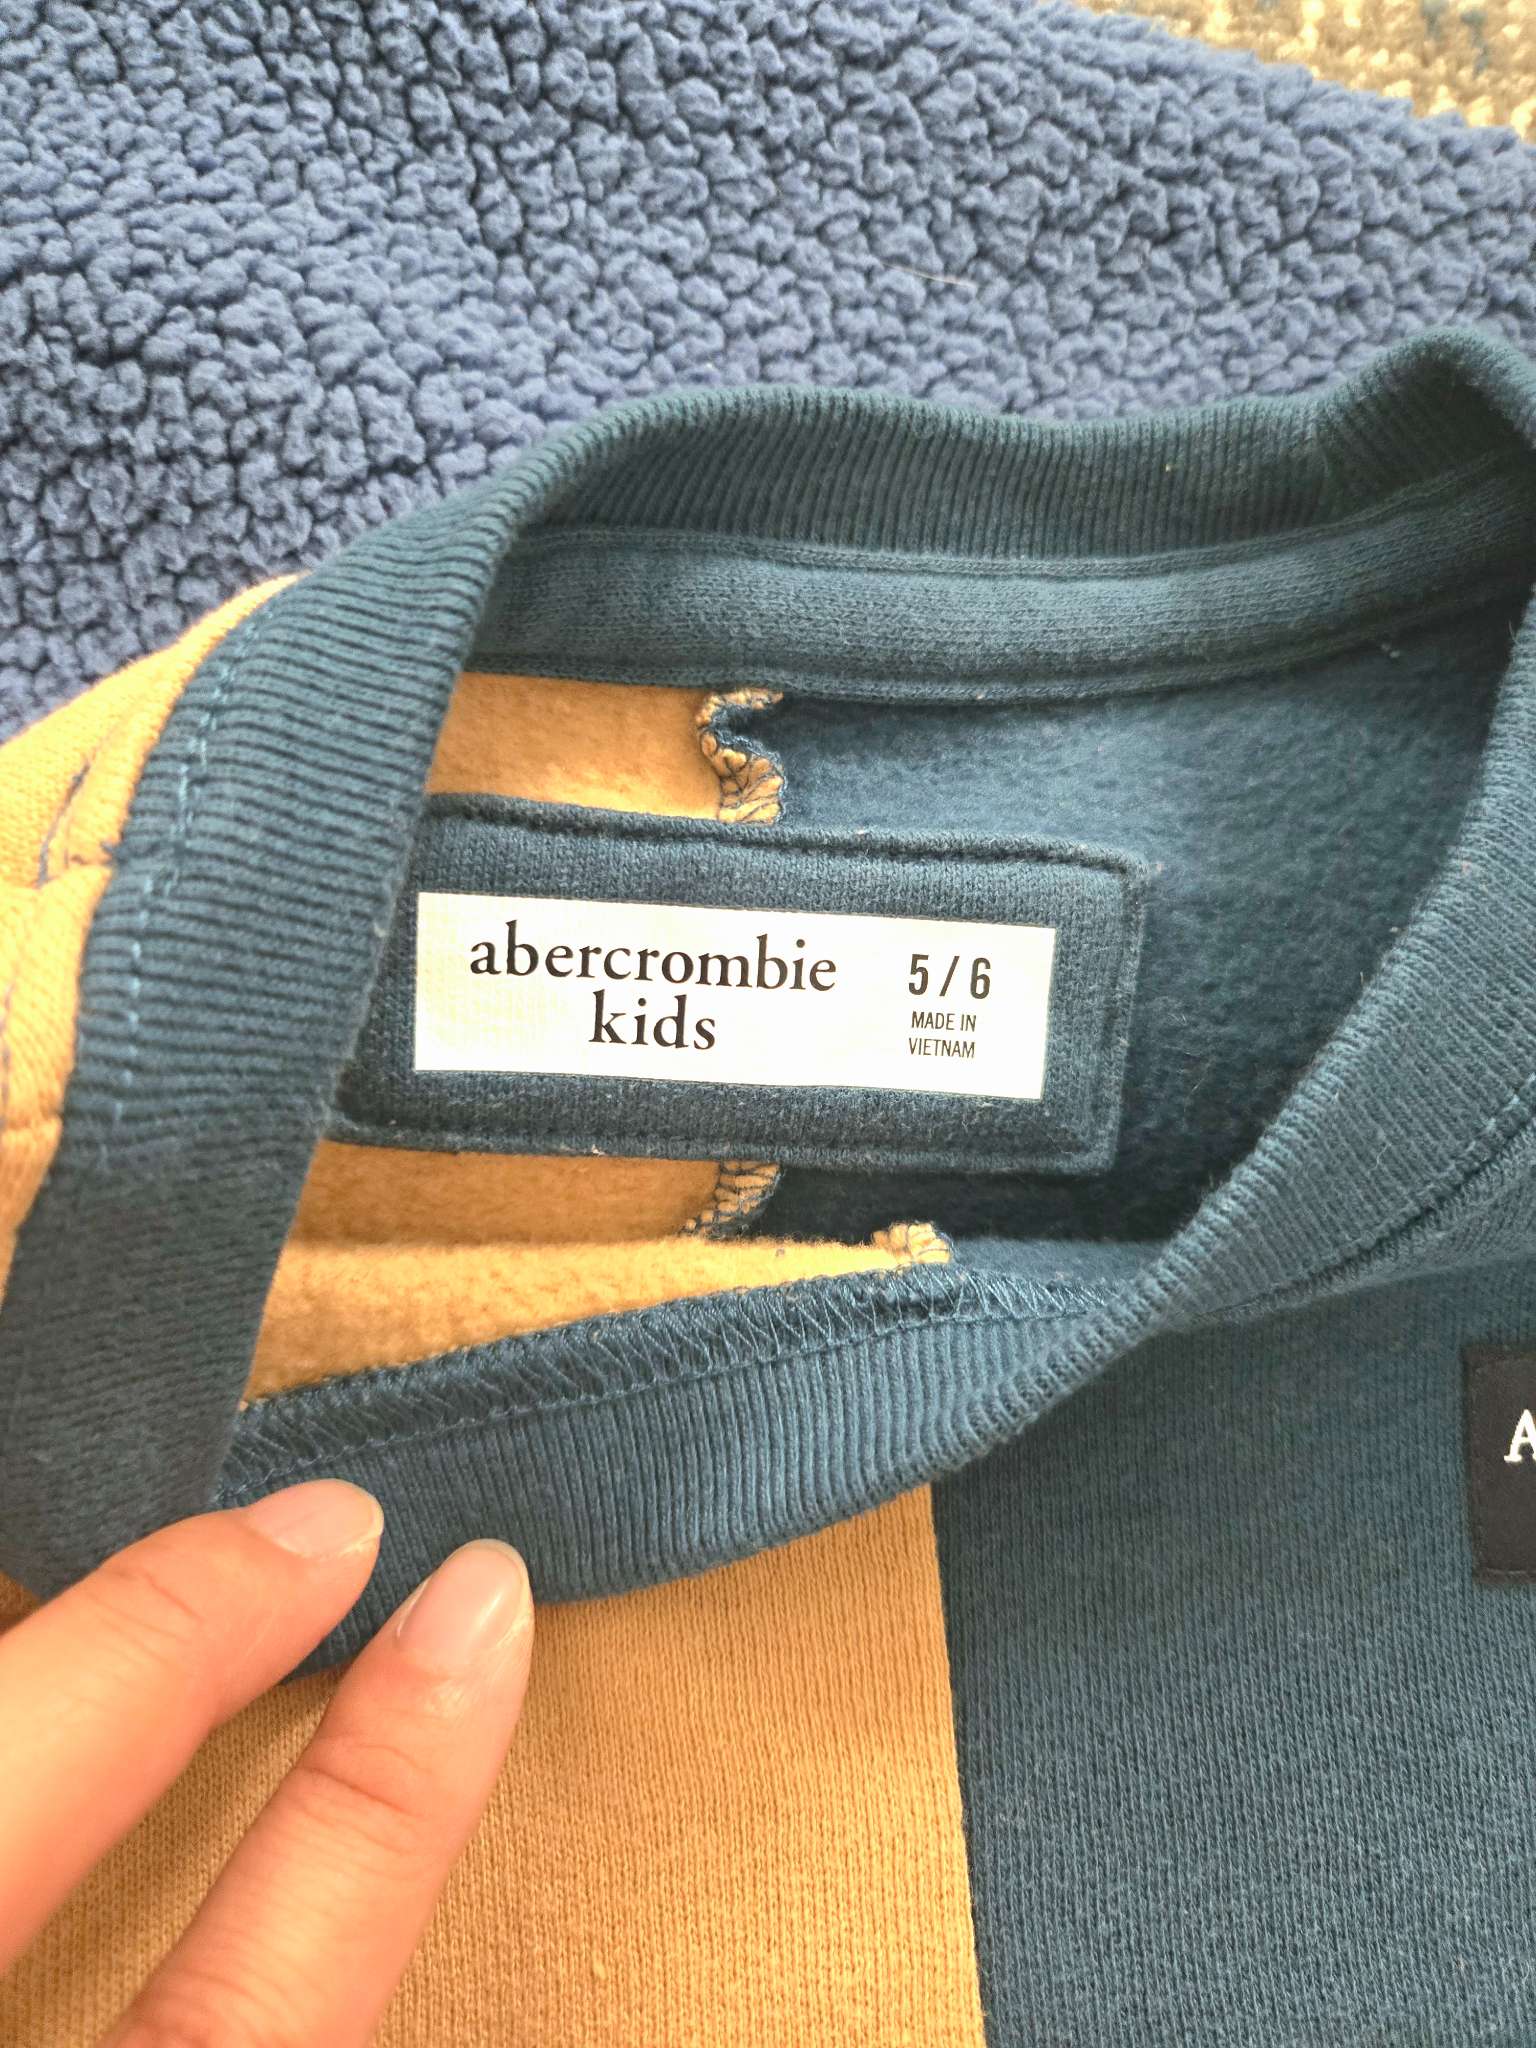 abercrombie
kids
5/6
MADE IN
VIETNAM
A